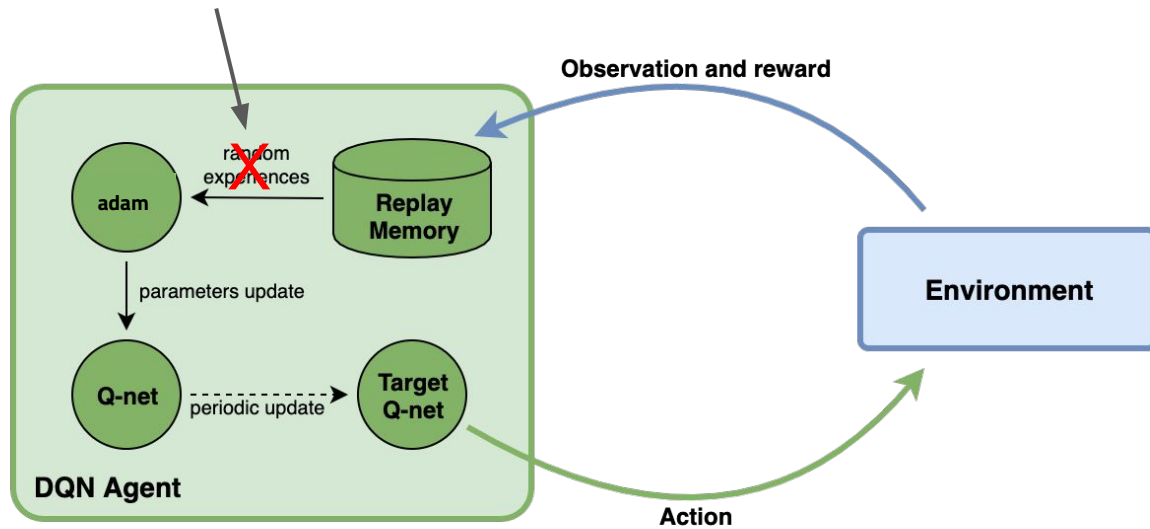 Observation and reward
random
experiences
adam
Replay
Memory
Environment
parameters update
Q-net
periodic update
Target
Q-net
DQN Agent
Action